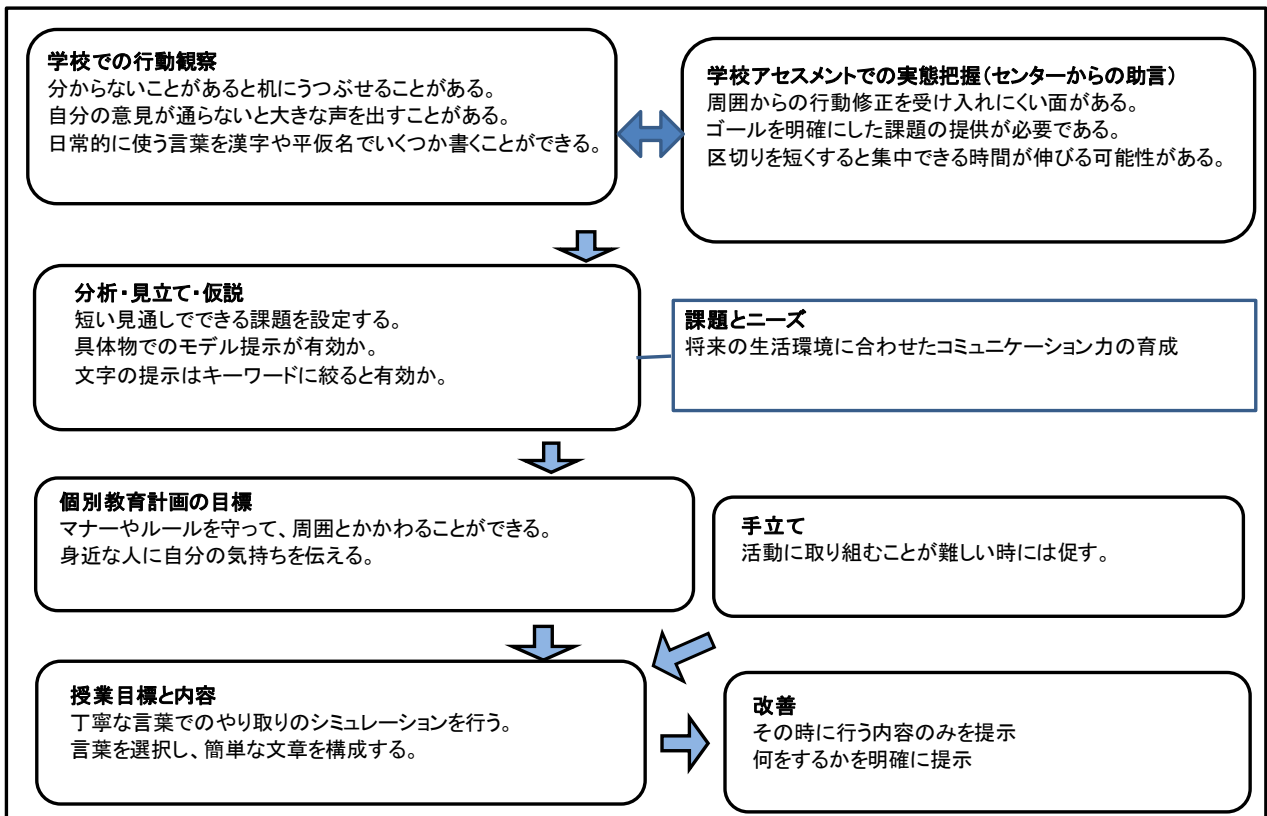 学校での行動観察
分からないことがあると机にうつぶせることがある。
自分の意見が通らないと大きな声を出すことがある。
日常的に使う言葉を漢字や平仮名でいくつか書くことができる。
学校アセスメントでの実態把握(センターからの助言)
周囲からの行動修正を受け入れにくい面がある。
ゴールを明確にした課題の提供が必要である。
区切りを短くすると集中できる時間が伸びる可能性がある。
分析・見立て・仮説
短い見通しでできる課題を設定する。
具体物でのモデル提示が有効か。
文字の提示はキーワードに絞ると有効か。
課題とニーズ
将来の生活環境に合わせたコミュニケーション力の育成
個別教育計画の目標
マナーやルールを守って、周囲とかかわることができる。
身近な人に自分の気持ちを伝える。
手立て
活動に取り組むことが難しい時には促す。
授業目標と内容
丁寧な言葉でのやり取りのシミュレーションを行う。
言葉を選択し、簡単な文章を構成する。
改善
その時に行う内容のみを提示
何をするかを明確に提示